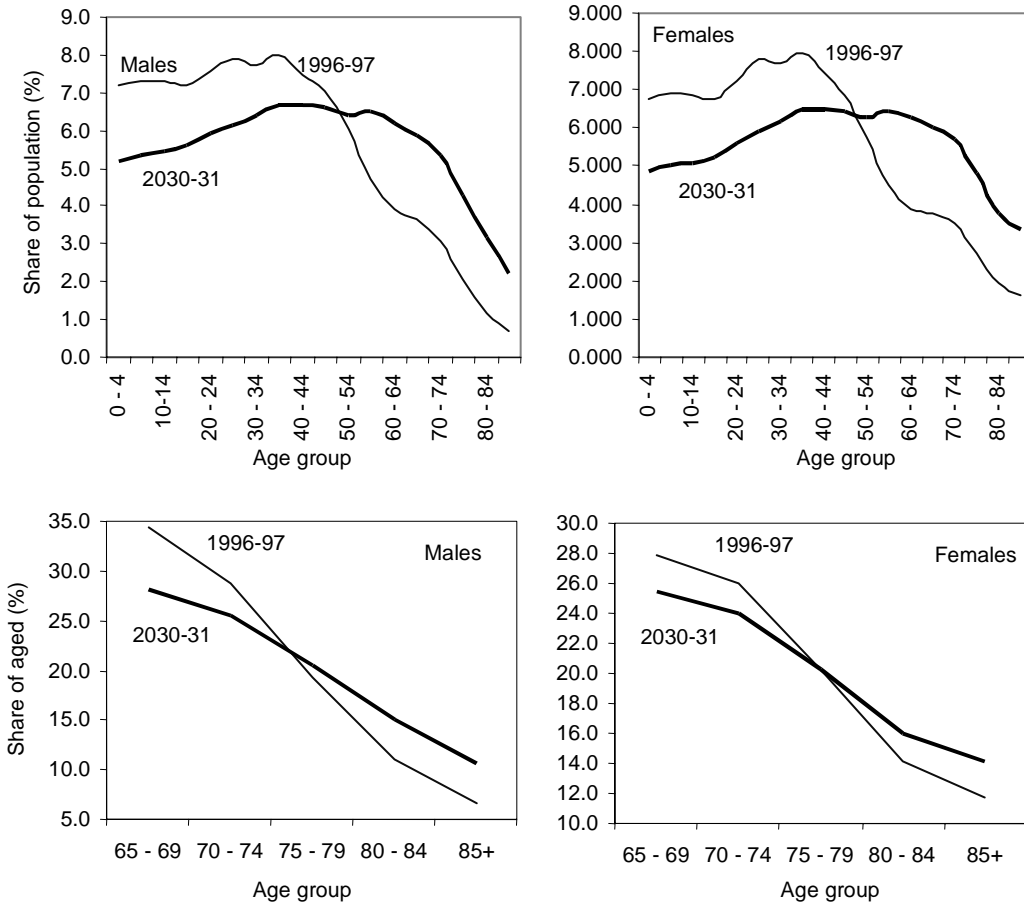 9.0
8.0
7.0
6.0
5.0
4.0
3.0
2.0
1.0
0.0
Share of population (%)
Males
1996-97
2030-31
0 - 4
10-14
20 - 24
30 - 34
40 - 44
50 - 54
60 - 64
70 - 74
80 - 84
Age group
9.000
8.000
7.000
6.000
5.000
4.000
3.000
2.000
1.000
0.000
Females
1996-97
2030-31
0 - 4
10-14
20 - 24
30 - 34
40 - 44
50 - 54
60 - 64
70 - 74
80 - 84
Age group
35.0
30.0
25.0
20.0
15.0
10.0
5.0
Share of aged (%)
1996-97
Males
2030-31
65 - 69 70 - 74 75 - 79 80 - 84 85+
Age group
30.0
28.0
26.0
24.0
22.0
20.0
18.0
16.0
14.0
12.0
10.0
1996-97
Females
2030-31
65 - 69 70 - 74 75 - 79 80 - 84 85+
Age group